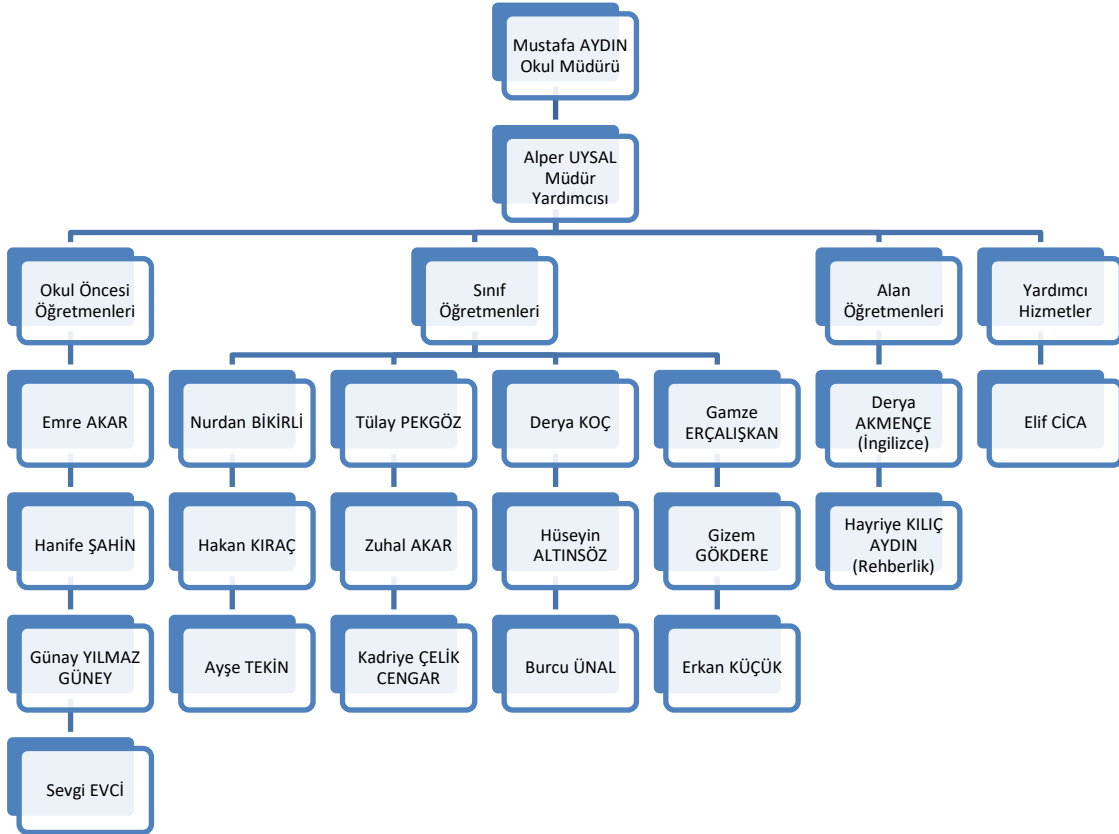 Mustafa AYDIN
Okul Müdürü
Alper UYSAL
Müdür
Yardımcısı
Okul Öncesi
Öğretmenleri
Sınıf
Öğretmenleri
Alan
Öğretmenleri
Yardımcı
Hizmetler
Emre AKAR
Nurdan BİKİRLİ
Tülay PEKGÖZ
Derya KOÇ
Gamze
ERÇALIŞKAN
Derya
AKMENÇE
(İngilizce)
Elif CİCA
Hanife ŞAHİN
Hakan KIRAÇ
Zuhal AKAR
Hüseyin
ALTINSÖZ
Gizem
GÖKDERE
Hayriye KILIÇ
AYDIN
(Rehberlik)
Günay YILMAZ
GÜNEY
Ayşe TEKİN
Kadriye ÇELİK
CENGAR
Burcu ÜNAL
Erkan KÜÇÜK
Sevgi EVCİ